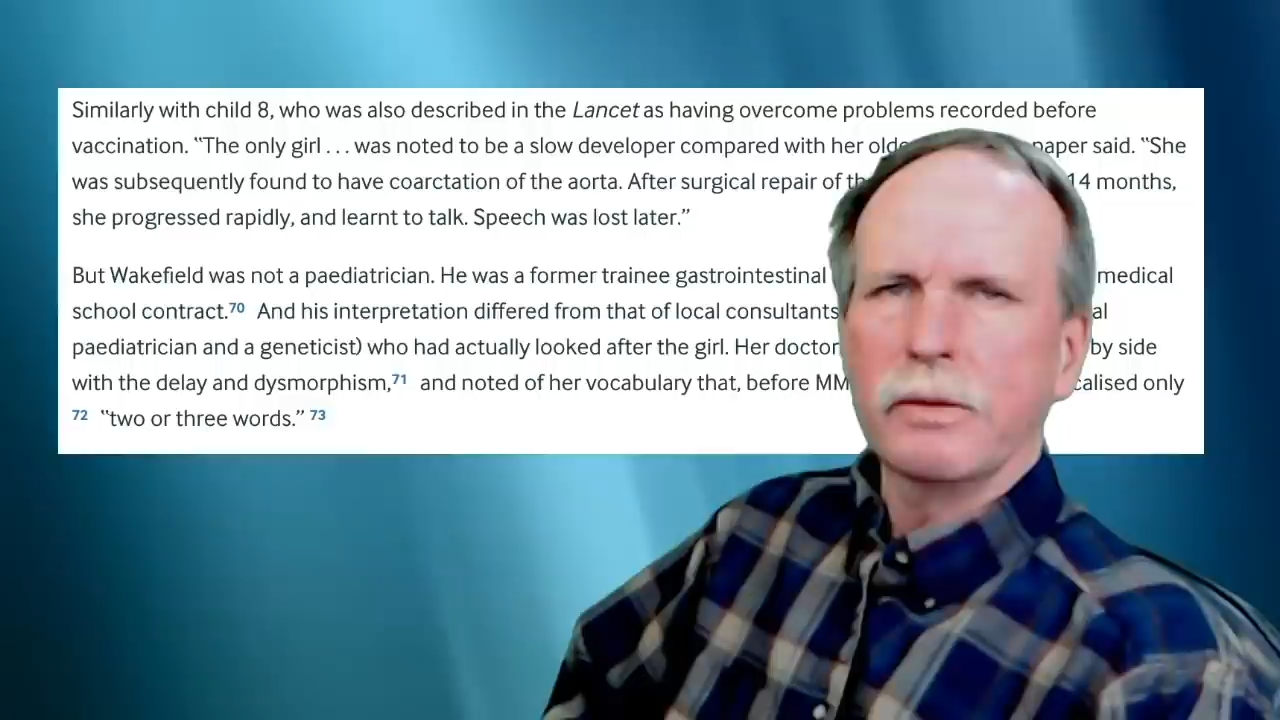 Similarly with child 8, who was also described in the Lancet as having overcome problems recorded before
vaccination. “The only girl . . . was noted to be a slow developer compared with her paper said. “She
was subsequently found to have coarctation of the aorta. After surgical repair of 14 months,
she progressed rapidly, and learnt to talk. Speech was lost later.”
But Wakefield was not a paediatrician. He was a former trainee gastrointestinal medical
school contract.70 And his interpretation differed from that of local consultants
paediatrician and a geneticist) who had actually looked after the girl. Her by side
with the delay and dysmorphism,71 and noted of her vocabulary that, before only
72 “two or three words.” 73